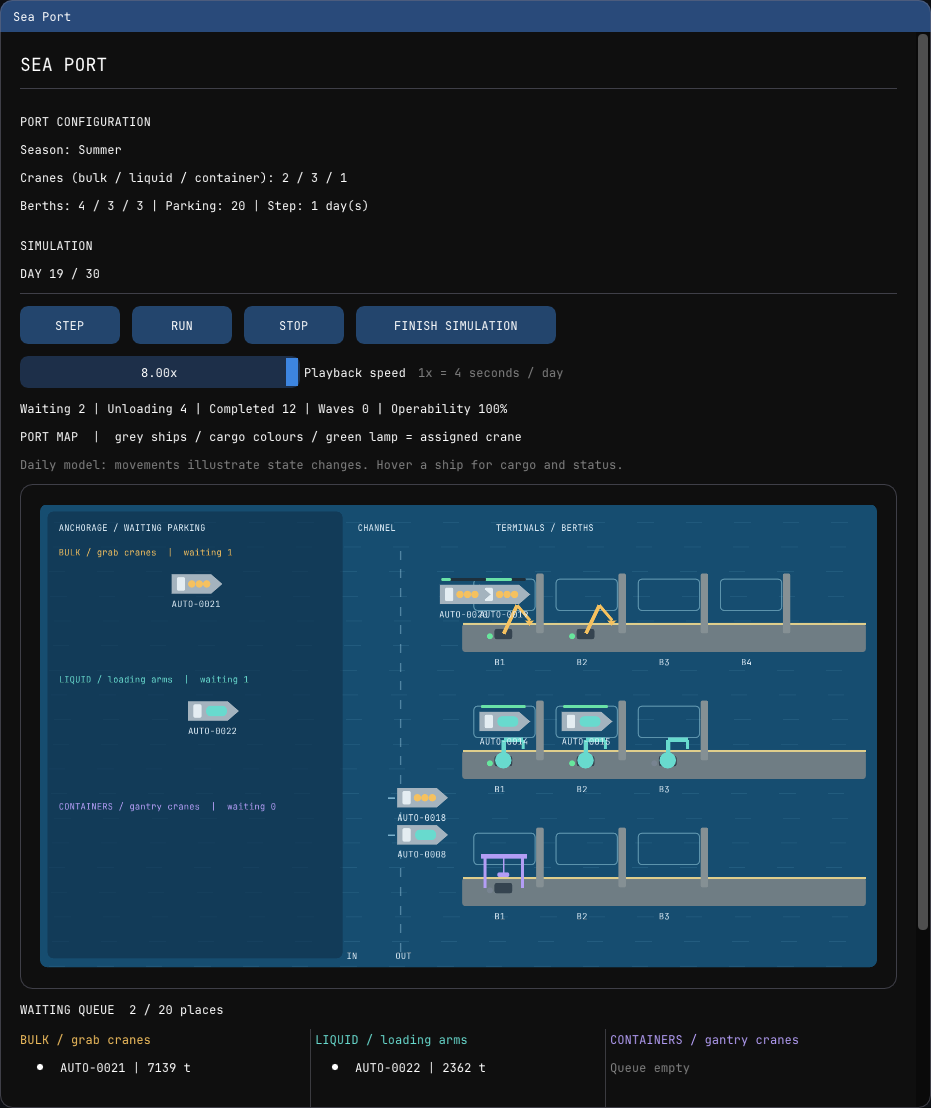 Sea Port
SEA PORT
PORT CONFIGURATION
Season: Summer
Cranes (bulk / liquid / container): 2 / 3 / 1
Berths: 4 / 3 / 3 | Parking: 20 | Step: 1 day(s)
SIMULATION
DAY 19 / 30
STEP RUN STOP FINISH SIMULATION
8.00x Playback speed 1x = 4 seconds / day
Waiting 2 | Unloading 4 | Completed 12 | Waves 0 | Operability 100%
PORT MAP | grey ships / cargo colours / green lamp = assigned crane
Daily model: movements illustrate state changes. Hover a ship for cargo and status.
ANCHORAGE / WAITING PARKING CHANNEL TERMINALS / BERTHS
BULK / grab cranes | waiting 1
AUTO-0021
B1 B2 B3 B4
LIQUID / loading arms | waiting 1
AUTO-0022
B1 B2 B3
CONTAINERS / gantry cranes | waiting 0
AUTO-0018
AUTO-0008
B1 B2 B3
IN OUT
WAITING QUEUE 2 / 20 places
BULK / grab cranes LIQUID / loading arms CONTAINERS / gantry cranes
AUTO-0021 | 7139 t AUTO-0022 | 2362 t Queue empty